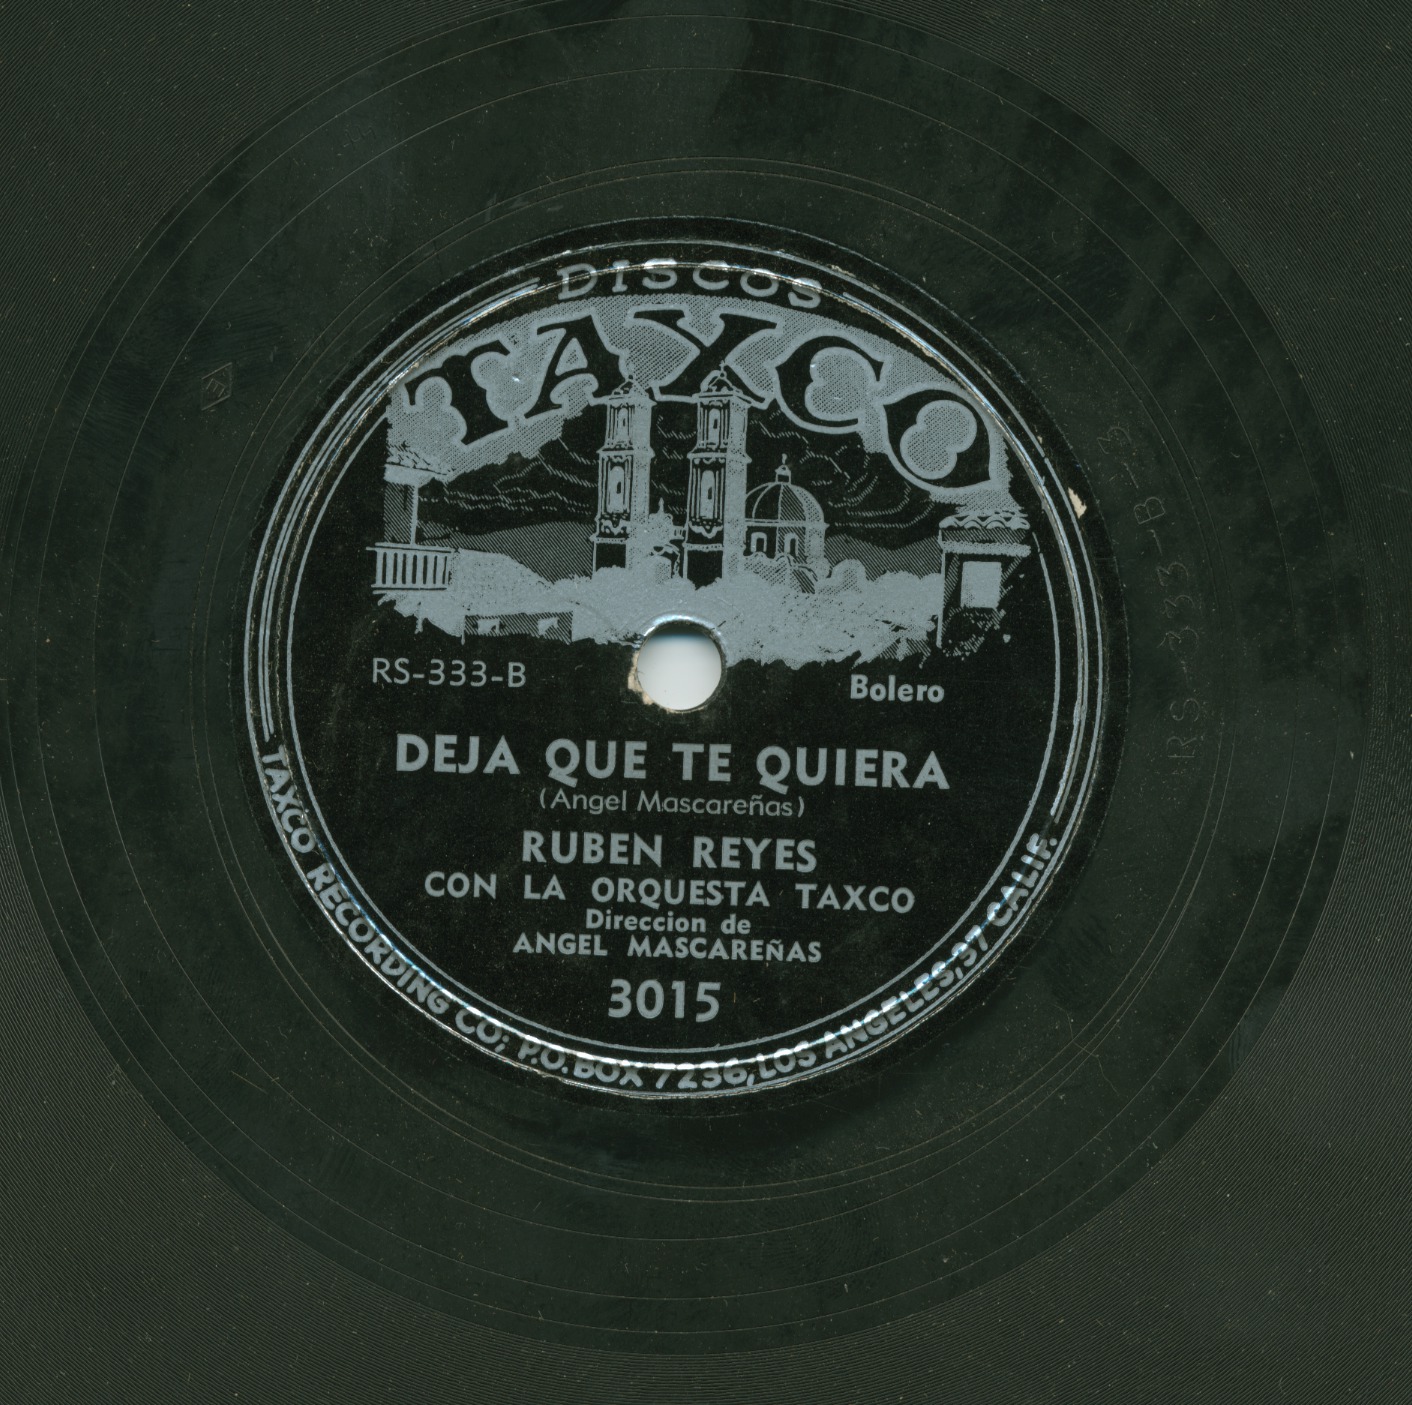 DISCOS
TAXCO
RS-333-B
Bolero
DEJA QUE TE QUIERA
(Angel Mascareñas)
RUBEN REYES
CON LA ORQUESTA TAXCO
Direccion de
ANGEL MASCAREÑAS
3015
TAXCO RECORDING CO; P.O. BOX 7236, LOS ANGELES, 37 CALIF.
RS-333-B-3